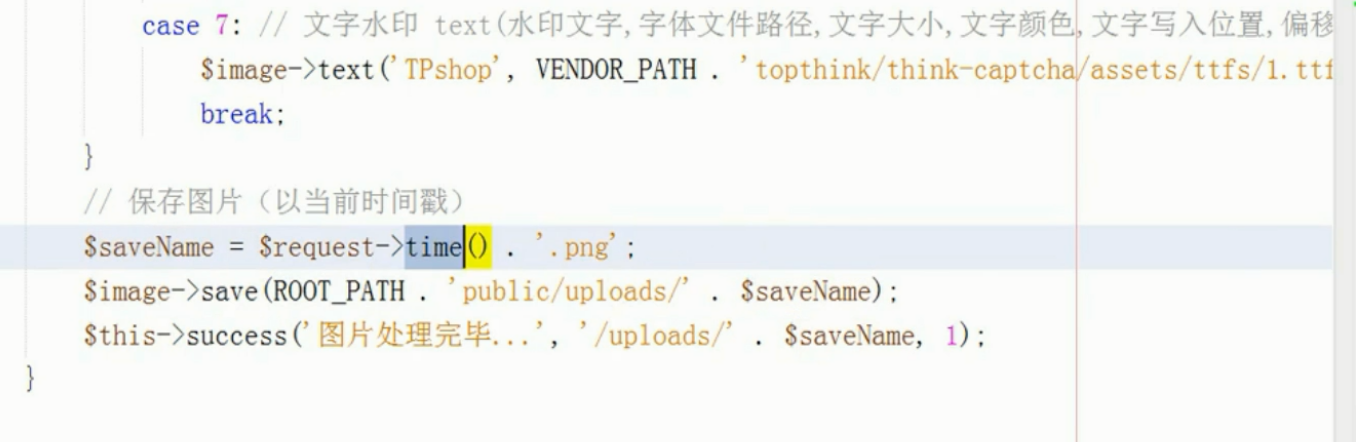 case 7: // 文字水印 text(水印文字,字体文件路径,文字大小,文字颜色,文字写入位置,偏移
$image->text('TPshop', VENDOR_PATH . 'topthink/think-captcha/assets/ttfs/1.ttf
break;
}
// 保存图片（以当前时间戳）
$saveName = $request->time() . '.png';
$image->save(ROOT_PATH . 'public/uploads/' . $saveName);
$this->success('图片处理完毕...', '/uploads/' . $saveName, 1);
}